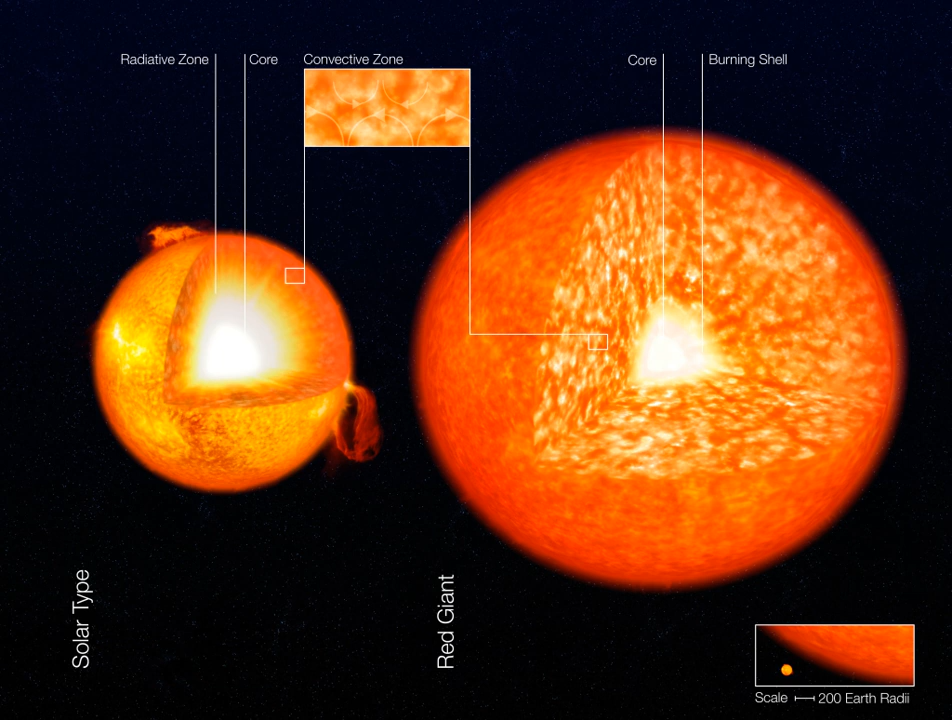 Radiative Zone
Core
Convective Zone
Core
Burning Shell
Solar Type
Red Giant
Scale 200 Earth Radii